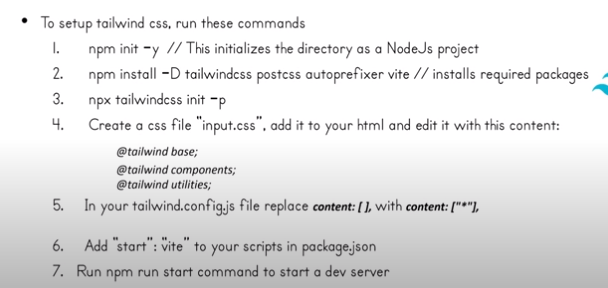 • To setup tailwind css, run these commands
1. npm init -y // This initializes the directory as a NodeJs project
2. npm install -D tailwindcss postcss autoprefixer vite // installs required packages
3. npx tailwindcss init -p
4. Create a css file "input.css", add it to your html and edit it with this content:
@tailwind base;
@tailwind components;
@tailwind utilities;
5. In your tailwind.config.js file replace content: [ ], with content: ["*"],
6. Add "start": "vite" to your scripts in package.json
7. Run npm run start command to start a dev server